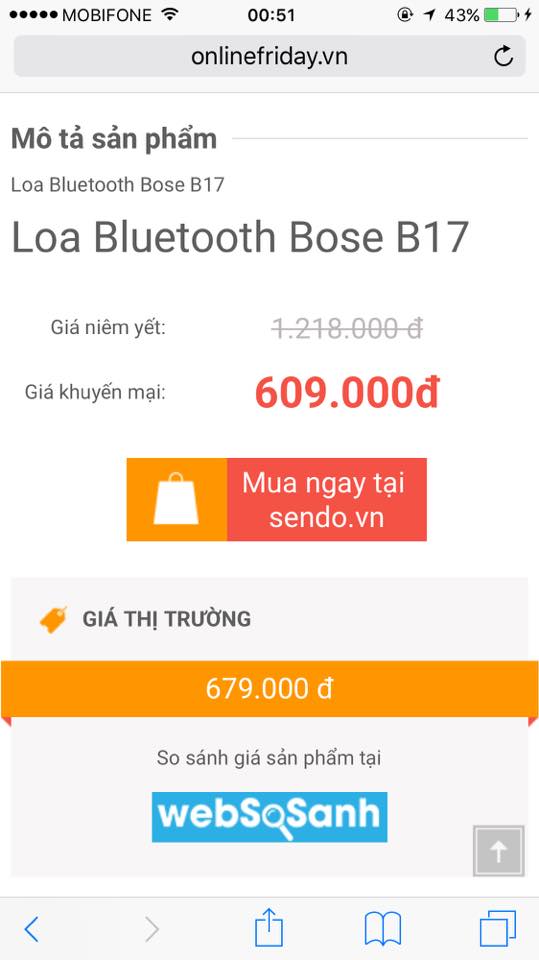 MOBIFONE
00:51
43%
onlinefriday.vn
Mô tả sản phẩm
Loa Bluetooth Bose B17
Loa Bluetooth Bose B17
Giá niêm yết:
1.218.000 đ
Giá khuyến mại:
609.000đ
Mua ngay tại
sendo.vn
GIÁ THỊ TRƯỜNG
679.000 đ
So sánh giá sản phẩm tại
webSoSanh